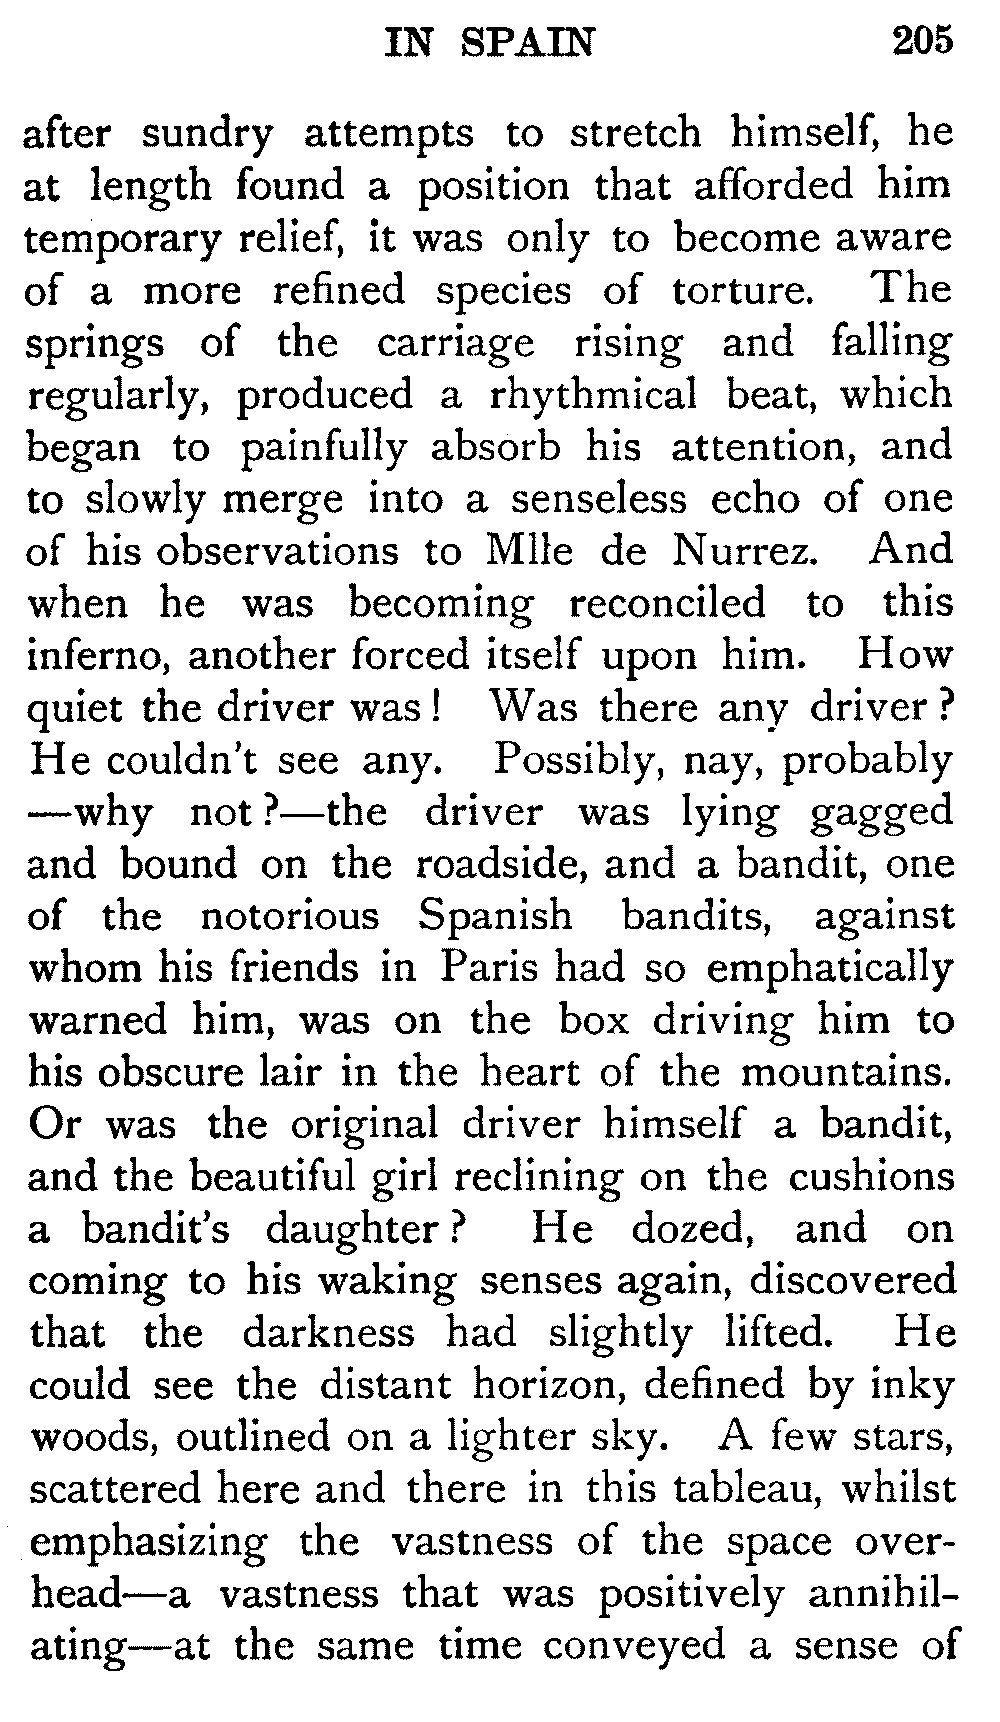 IN SPAIN 205
after sundry attempts to stretch himself, he
at length found a position that afforded him
temporary relief, it was only to become aware
of a more refined species of torture. The
springs of the carriage rising and falling
regularly, produced a rhythmical beat, which
began to painfully absorb his attention, and
to slowly merge into a senseless echo of one
of his observations to Mlle de Nurrez. And
when he was becoming reconciled to this
inferno, another forced itself upon him. How
quiet the driver was! Was there any driver?
He couldn't see any. Possibly, nay, probably
—why not?—the driver was lying gagged
and bound on the roadside, and a bandit, one
of the notorious Spanish bandits, against
whom his friends in Paris had so emphatically
warned him, was on the box driving him to
his obscure lair in the heart of the mountains.
Or was the original driver himself a bandit,
and the beautiful girl reclining on the cushions
a bandit's daughter? He dozed, and on
coming to his waking senses again, discovered
that the darkness had slightly lifted. He
could see the distant horizon, defined by inky
woods, outlined on a lighter sky. A few stars,
scattered here and there in this tableau, whilst
emphasizing the vastness of the space over-
head—a vastness that was positively annihil-
ating—at the same time conveyed a sense of